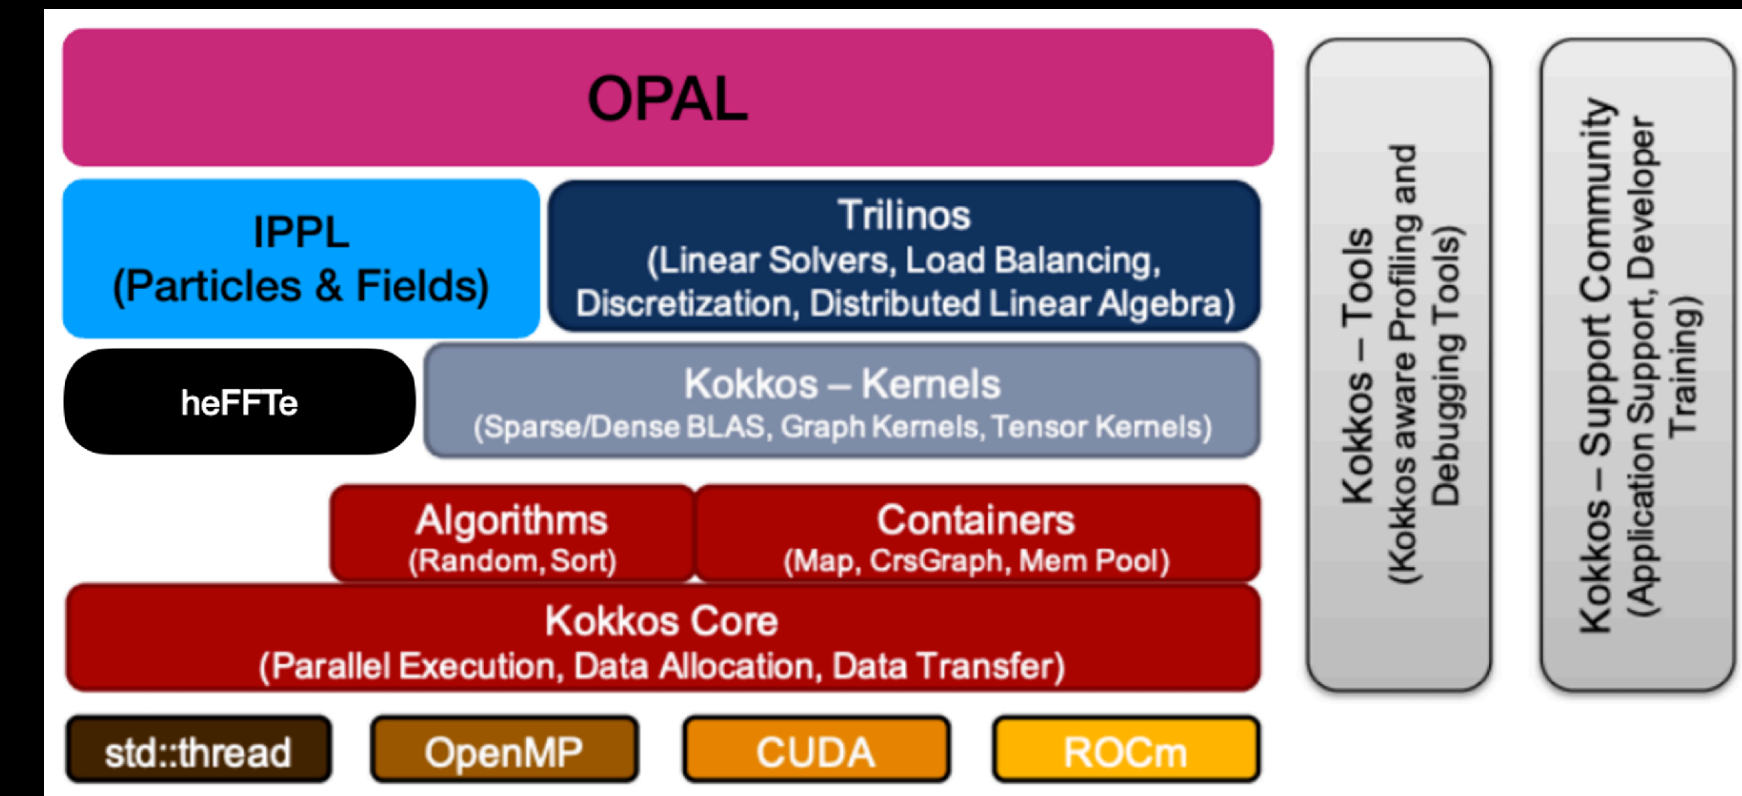 OPAL
IPPL
(Particles & Fields)
Trilinos
(Linear Solvers, Load Balancing,
Discretization, Distributed Linear Algebra)
heFFTe
Kokkos – Kernels
(Sparse/Dense BLAS, Graph Kernels, Tensor Kernels)
Algorithms
(Random, Sort)
Containers
(Map, CrsGraph, Mem Pool)
Kokkos Core
(Parallel Execution, Data Allocation, Data Transfer)
std::thread
OpenMP
CUDA
ROCm
Kokkos – Tools
(Kokkos aware Profiling and
Debugging Tools)
Kokkos – Support Community
(Application Support, Developer
Training)